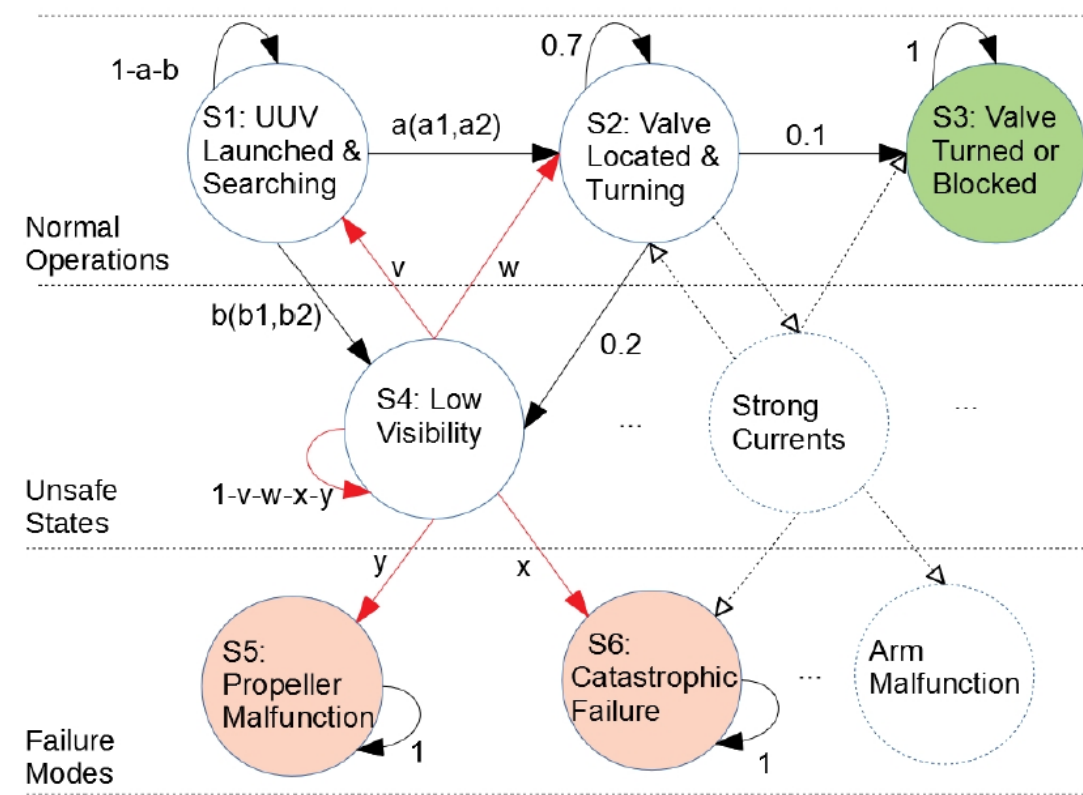 1-a-b
0.7
1
S1: UUV
Launched &
Searching
a(a1,a2)
S2: Valve
Located &
Turning
0.1
S3: Valve
Turned or
Blocked
Normal
Operations
v
w
b(b1,b2)
0.2
S4: Low
Visibility
...
Strong
Currents
...
Unsafe
States
1-v-w-x-y
y
x
S5:
Propeller
Malfunction
1
S6:
Catastrophic
Failure
1
...
Arm
Malfunction
Failure
Modes